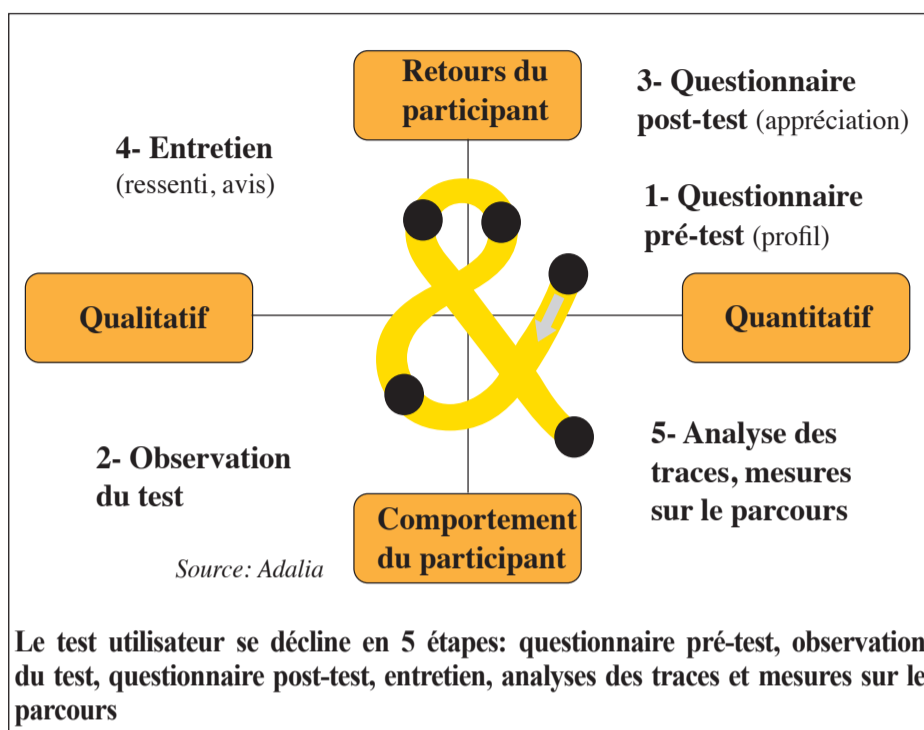 Retours du
participant
3- Questionnaire
post-test (appréciation)
4- Entretien
(ressenti, avis)
1- Questionnaire
pré-test (profil)
Qualitatif
Quantitatif
2- Observation
du test
5- Analyse des
traces, mesures
sur le parcours
Comportement
du participant
Source: Adalia
Le test utilisateur se décline en 5 étapes: questionnaire pré-test, observation
du test, questionnaire post-test, entretien, analyses des traces et mesures sur le
parcours